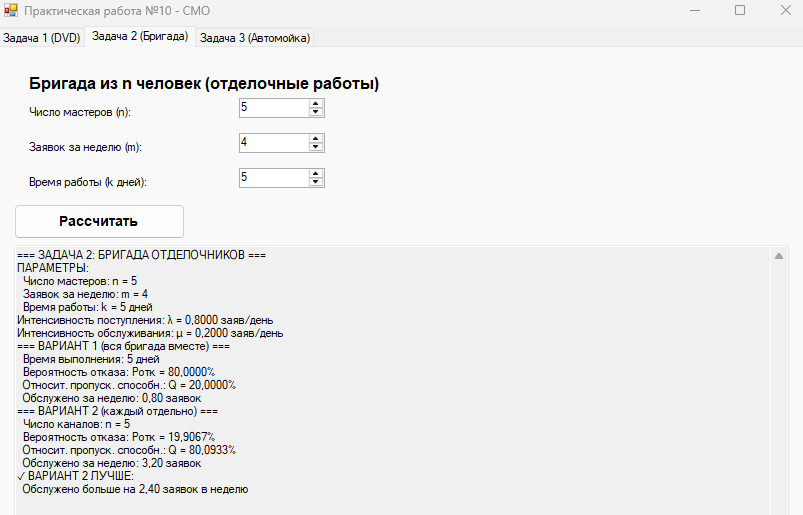 Практическая работа №10 - СМО
Задача 1 (DVD) Задача 2 (Бригада) Задача 3 (Автомойка)
Бригада из n человек (отделочные работы)
Число мастеров (n): 5
Заявок за неделю (m): 4
Время работы (k дней): 5
Рассчитать
=== ЗАДАЧА 2: БРИГАДА ОТДЕЛОЧНИКОВ ===
ПАРАМЕТРЫ:
Число мастеров: n = 5
Заявок за неделю: m = 4
Время работы: k = 5 дней
Интенсивность поступления: λ = 0,8000 заяв/день
Интенсивность обслуживания: μ = 0,2000 заяв/день
=== ВАРИАНТ 1 (вся бригада вместе) ===
Время выполнения: 5 дней
Вероятность отказа: Pотк = 80,0000%
Относит. пропуск. способн.: Q = 20,0000%
Обслужено за неделю: 0,80 заявок
=== ВАРИАНТ 2 (каждый отдельно) ===
Число каналов: n = 5
Вероятность отказа: Pотк = 19,9067%
Относит. пропуск. способн.: Q = 80,0933%
Обслужено за неделю: 3,20 заявок
✓ ВАРИАНТ 2 ЛУЧШЕ:
Обслужено больше на 2,40 заявок в неделю